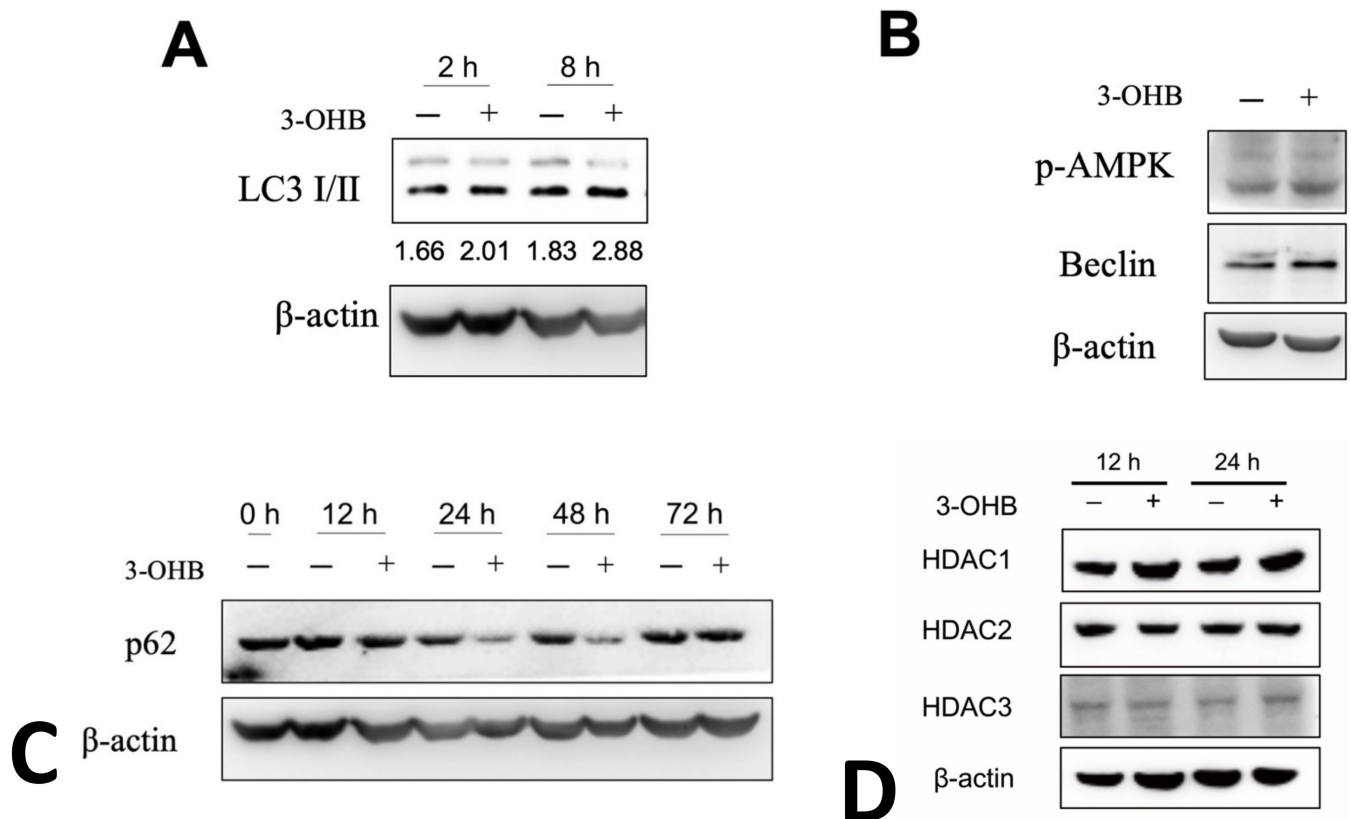 A
2 h 8 h
3-OHB — + — +
LC3 I/II
1.66 2.01 1.83 2.88
β-actin
B
3-OHB — +
p-AMPK
Beclin
β-actin
C
0 h 12 h 24 h 48 h 72 h
3-OHB — — + — + — + — +
p62
β-actin
D
12 h 24 h
3-OHB – + – +
HDAC1
HDAC2
HDAC3
β-actin